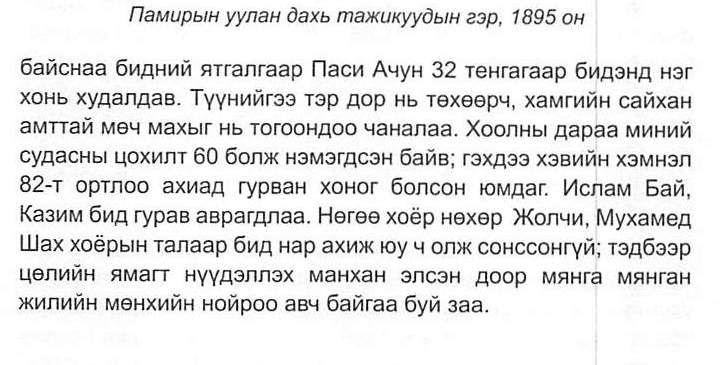 Памирын уулан дахь тажикуудын гэр, 1895 он
байснаа бидний ятгалгаар Паси Ачун 32 тенгагаар бидэнд нэг
хонь худалдав. Түүнийгээ тэр дор нь төхөөрч, хамгийн сайхан
амттай мөч махыг нь тогоондоо чаналаа. Хоолны дараа миний
судасны цохилт 60 болж нэмэгдсэн байв; гэхдээ хэвийн хэмнэл
82-т ортлоо ахиад гурван хоног болсон юмдаг. Ислам Бай,
Казим бид гурав аврагдлаа. Нөгөө хоёр нөхөр Жолчи, Мухамед
Шах хоёрын талаар бид нар ахиж юу ч олж сонссонгүй; тэдбээр
цөлийн ямагт нүүдэллэх манхан элсэн доор мянга мянган
жилийн мөнхийн нойроо авч байгаа буй заа.